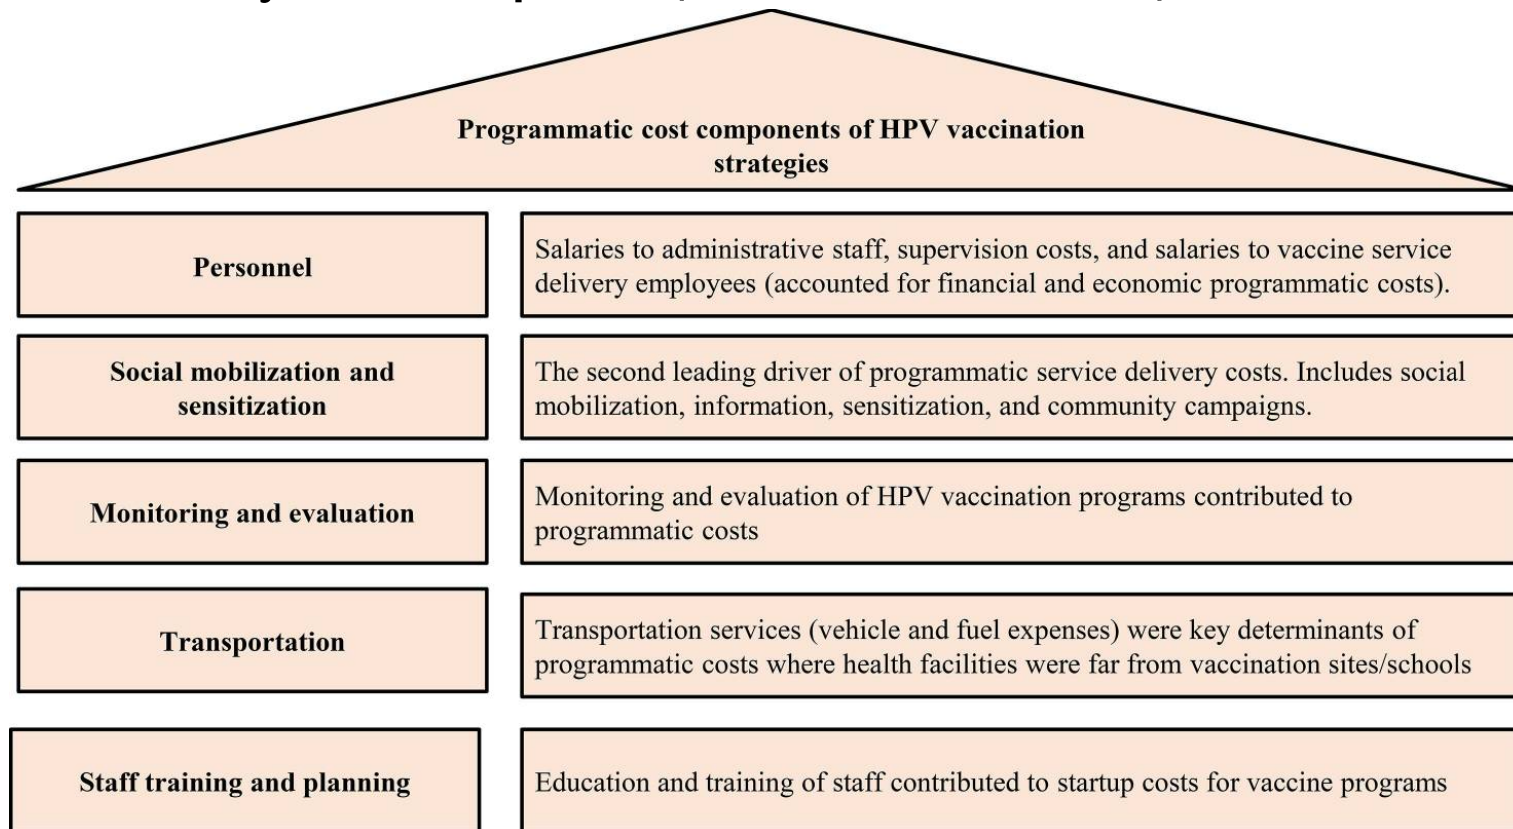 Programmatic cost components of HPV vaccination
strategies
Personnel
Salaries to administrative staff, supervision costs, and salaries to vaccine service
delivery employees (accounted for financial and economic programmatic costs).
Social mobilization and
sensitization
The second leading driver of programmatic service delivery costs. Includes social
mobilization, information, sensitization, and community campaigns.
Monitoring and evaluation
Monitoring and evaluation of HPV vaccination programs contributed to
programmatic costs
Transportation
Transportation services (vehicle and fuel expenses) were key determinants of
programmatic costs where health facilities were far from vaccination sites/schools
Staff training and planning
Education and training of staff contributed to startup costs for vaccine programs